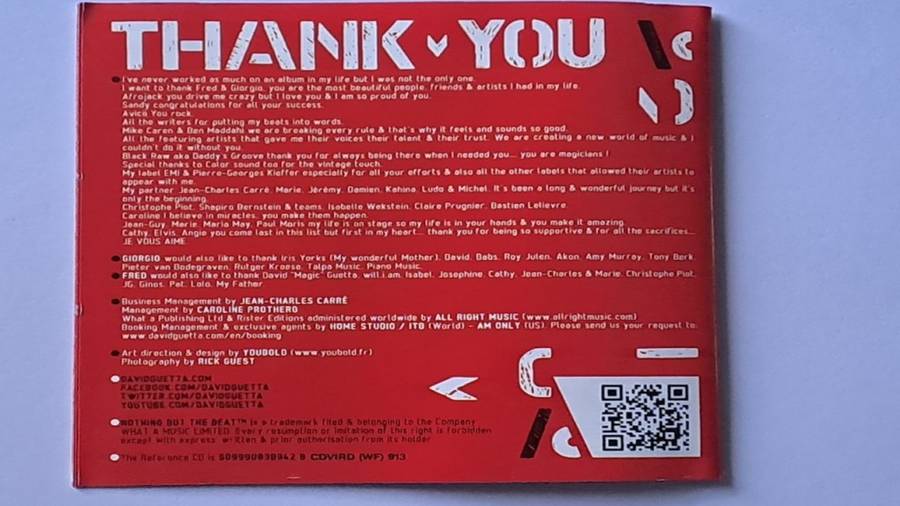 THANK YOU
I've never worked as much on an album in my life but I was not the only one.
I want to thank Fred & Giorgio, you are the most beautiful people, friends & artists I had in my life.
Afrojack you drive me crazy but I love you & I am so proud of you.
Sandy congratulations for all your success.
Avicii You rock.
All the writers for putting my beats into words.
Mike Caren & Ben Maddahi we are breaking every rule & that's why it feels and sounds so good.
All the featuring artists that gave me their voices their talent & their trust. We are creating a new world of music & I
couldn't do it without you.
Black Raw aka Daddy's Groove thank you for always being there when I needed you... you are magicians !
Special thanks to Color sound too for the vintage touch.
My label EMI & Pierre-Georges Kieffer especially for all your efforts & also all the other labels that allowed their artists to
appear with me.
My partner Jean-Charles Carré, Marie, Jérémy, Damien, Kahina, Ludo & Michel. It's been a long & wonderful journey but it's
only the beginning.
Christophe Piot, Shapiro Bernstein & teams, Isabelle Wekstein, Claire Prugnier, Bastien Lelievre.
Caroline I believe in miracles, you make them happen.
Jean-Guy, Marie, Maria May, Paul Moris my life is on stage so my life is in your hands & you make it amazing.
Cathy, Elvis, Angie you come last in this list but first in my heart... thank you for being so supportive & for all the sacrifices...
JE VOUS AIME
GIORGIO would also like to thank Iris Yorks (My wonderful Mother), David, Babs, Roy Julen, Akon, Amy Murray, Tony Berk,
Pieter van Bodegraven, Rutger Kroese, Talpa Music, Piano Music.
FRED would also like to thank David "Magic" Guetta, will.i.am, Isabel, Josephine, Cathy, Jean-Charles & Marie, Christophe Piot,
JG, Ginos, Pat, Lolo, My Father
Business Management by JEAN-CHARLES CARRÉ
Management by CAROLINE PROTHERO
What a Publishing Ltd & Rister Editions administered worldwide by ALL RIGHT MUSIC (www.allrightmusic.com)
Booking Management & exclusive agents by HOME STUDIO / ITO (World) - AM ONLY (US). Please send us your request to:
www.davidguetta.com/en/booking
Art direction & design by YOUBOLD (www.youbold.fr)
Photography by RICK GUEST
DAVIDGUETTA.COM
FACEBOOK.COM/DAVIDGUETTA
TWITTER.COM/DAVIDGUETTA
YOUTUBE.COM/DAVIDGUETTA
NOTHING BUT THE BEAT™ is a trademark filed & belonging to the Company
WHAT A MUSIC LIMITED. Every resumption or imitation of this right is forbidden
except with express, written & prior authorisation from its holder
The Reference CD is 509990838942 8 CDVIRD (WF) 913